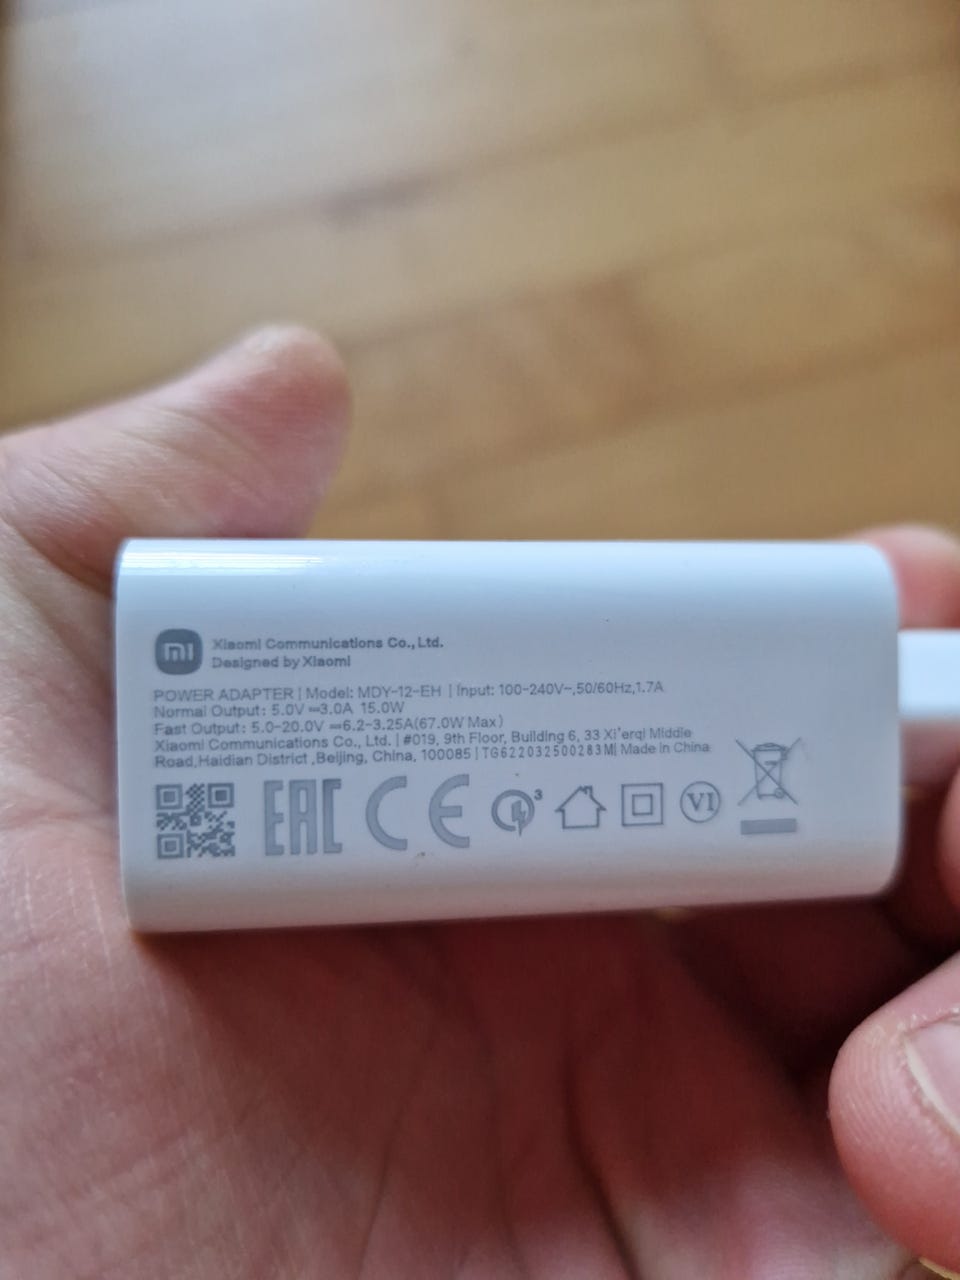 mi
Xiaomi Communications Co., Ltd.
Designed by Xiaomi
POWER ADAPTER | Model: MDY-12-EH | Input: 100-240V~,50/60Hz,1.7A
Normal Output: 5.0V ⎓3.0A 15.0W
Fast Output: 5.0-20.0V ⎓6.2-3.25A(67.0W Max)
Xiaomi Communications Co., Ltd. | #019, 9th Floor, Building 6, 33 Xi'erqi Middle
Road,Haidian District ,Beijing, China, 100085 | TG622032500283M| Made in China
EAC CE 3 VI